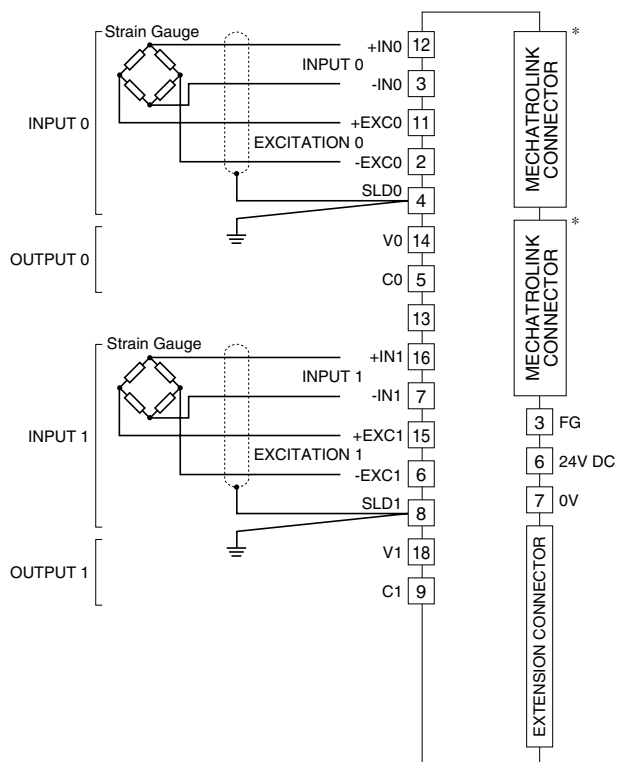 Strain Gauge
INPUT 0
+IN0 12
INPUT 0
-IN0 3
+EXC0 11
EXCITATION 0
-EXC0 2
SLD0
4
OUTPUT 0
V0 14
C0 5
13
Strain Gauge
INPUT 1
+IN1 16
INPUT 1
-IN1 7
+EXC1 15
EXCITATION 1
-EXC1 6
SLD1
8
OUTPUT 1
V1 18
C1 9
*
MECHATROLINK
CONNECTOR
*
MECHATROLINK
CONNECTOR
3 FG
6 24V DC
7 0V
EXTENSION CONNECTOR